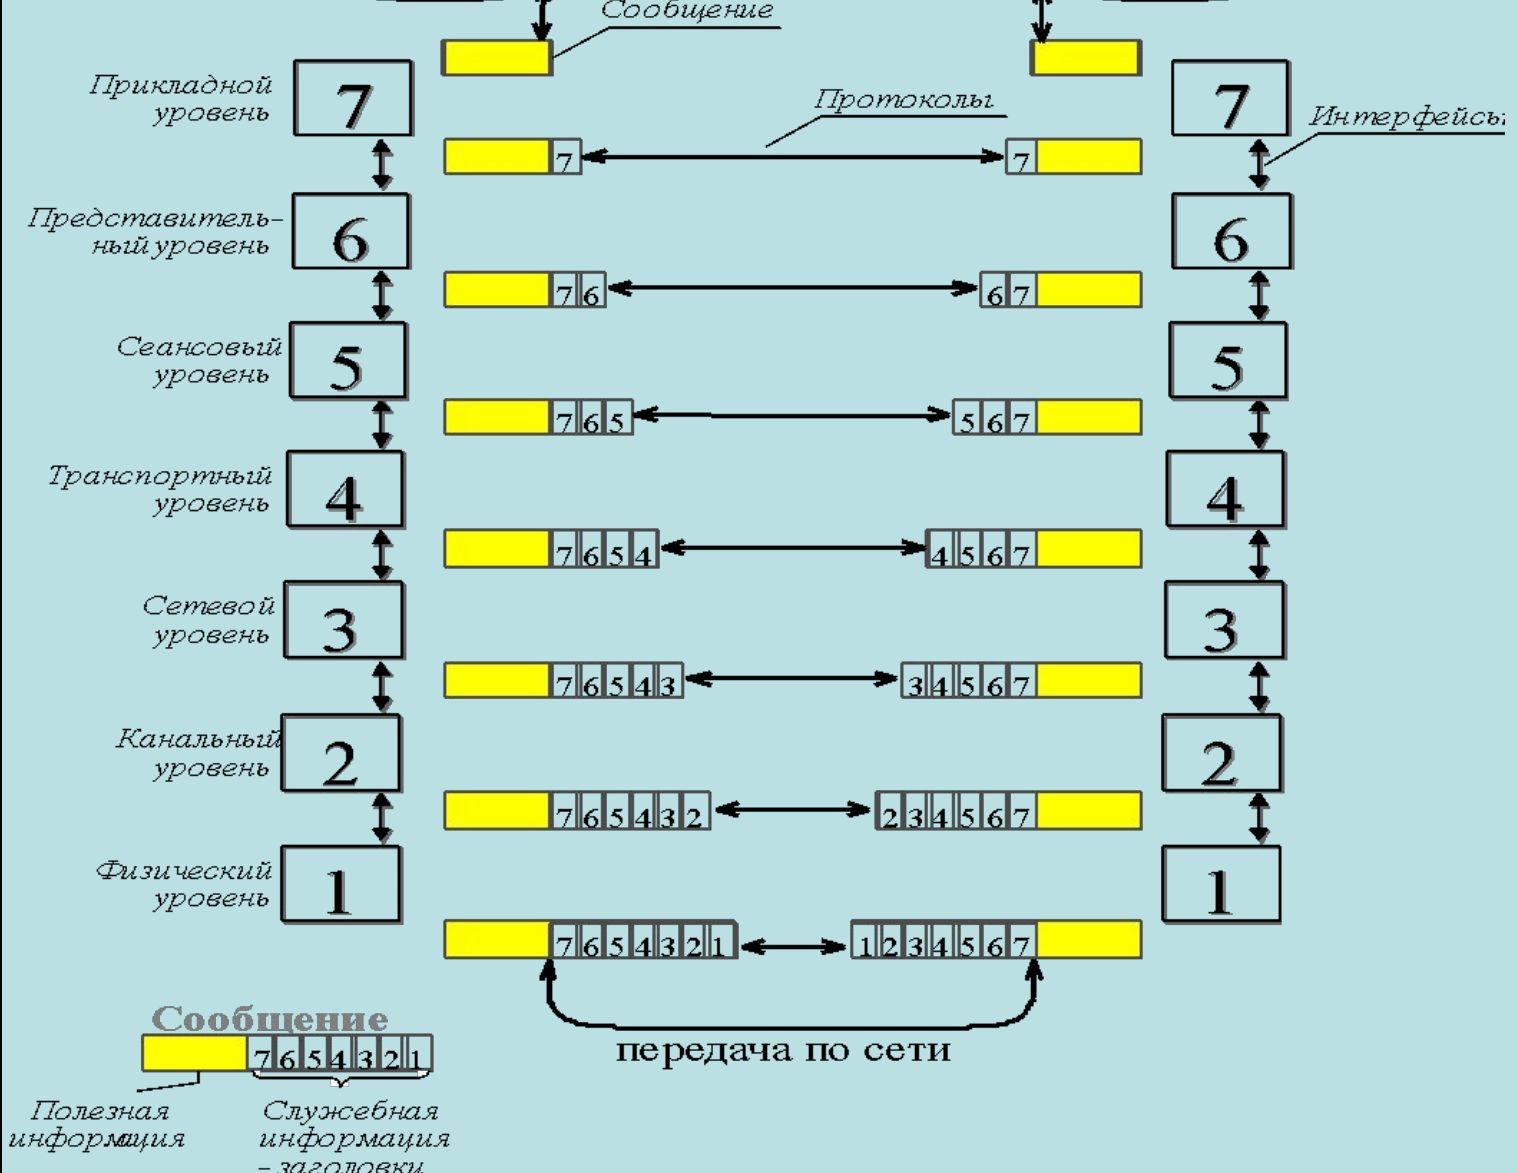 Сообщение
Прикладной
уровень
7
7
Протоколы
Интерфейсы
7
7
Представитель-
ный уровень
6
6
7 6
6 7
Сеансовый
уровень
5
5
7 6 5
5 6 7
Транспортный
уровень
4
4
7 6 5 4
4 5 6 7
Сетевой
уровень
3
3
7 6 5 4 3
3 4 5 6 7
Канальный
уровень
2
2
7 6 5 4 3 2
2 3 4 5 6 7
Физический
уровень
1
1
7 6 5 4 3 2 1
1 2 3 4 5 6 7
передача по сети
Сообщение
7 6 5 4 3 2 1
Полезная
информация
Служебная
информация
– заголовки